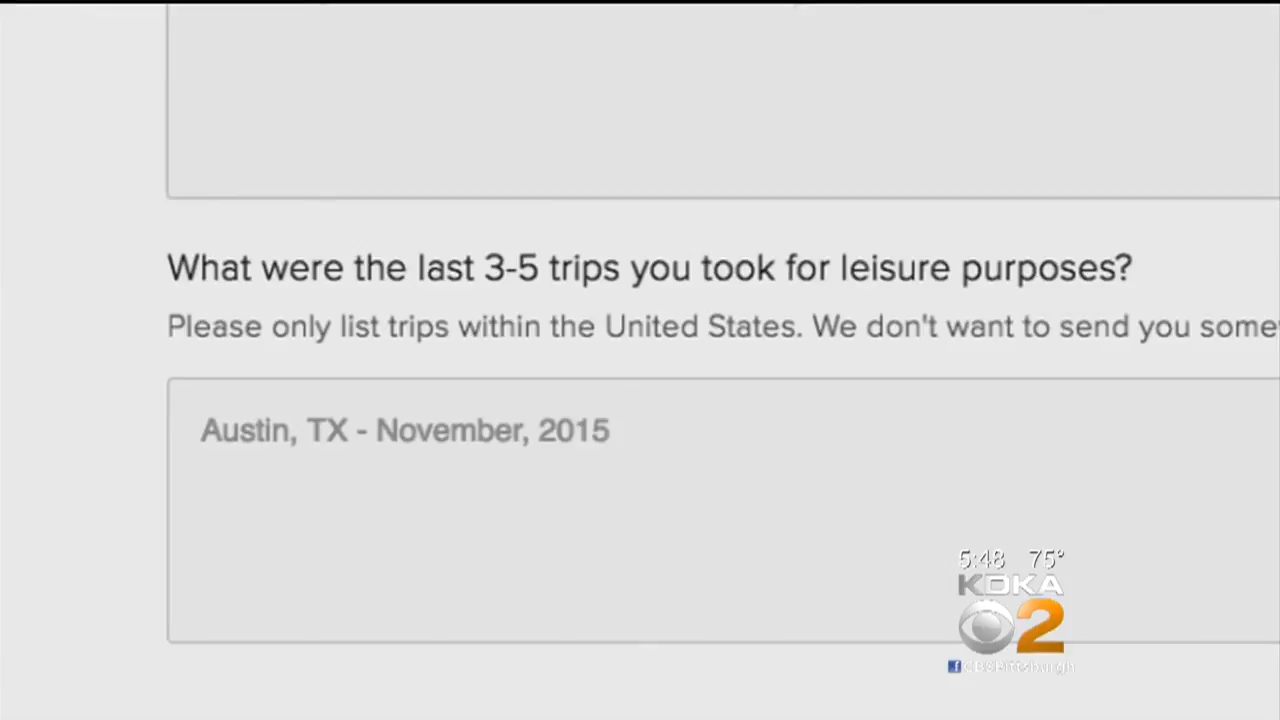 What were the last 3-5 trips you took for leisure purposes?
Please only list trips within the United States. We don't want to send you some
Austin, TX - November, 2015
5:48 75°
KDKA
2
CBSPittsburgh